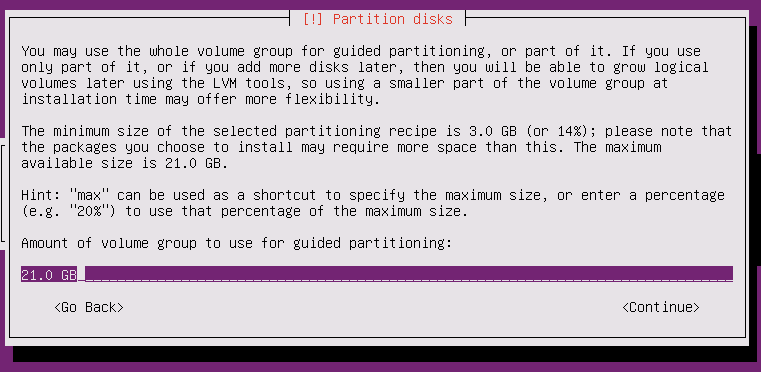 [!] Partition disks
You may use the whole volume group for guided partitioning, or part of it. If you use
only part of it, or if you add more disks later, then you will be able to grow logical
volumes later using the LVM tools, so using a smaller part of the volume group at
installation time may offer more flexibility.
The minimum size of the selected partitioning recipe is 3.0 GB (or 14%); please note that
the packages you choose to install may require more space than this. The maximum
available size is 21.0 GB.
Hint: "max" can be used as a shortcut to specify the maximum size, or enter a percentage
(e.g. "20%") to use that percentage of the maximum size.
Amount of volume group to use for guided partitioning:
21.0 GB
<Go Back> <Continue>